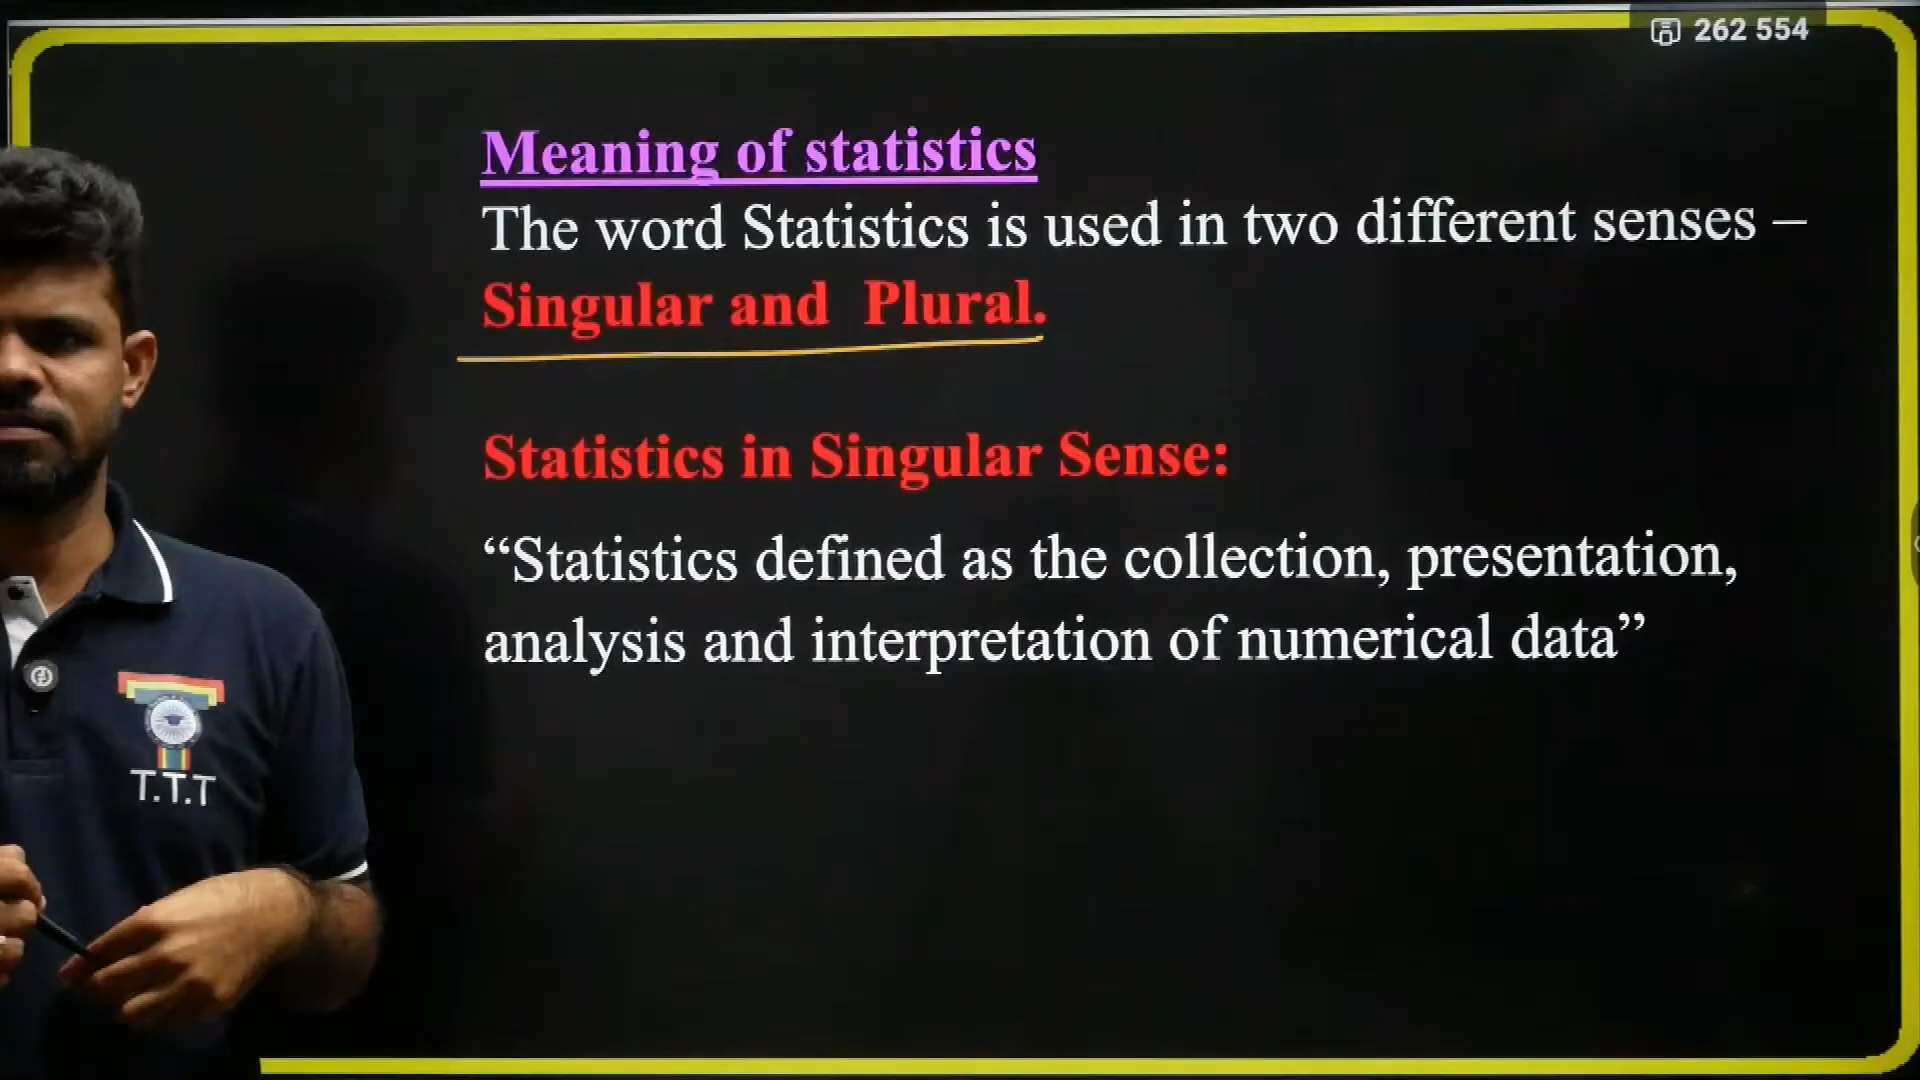 262 554
Meaning of statistics
The word Statistics is used in two different senses –
Singular and Plural.
Statistics in Singular Sense:
“Statistics defined as the collection, presentation,
analysis and interpretation of numerical data”
T.T.T